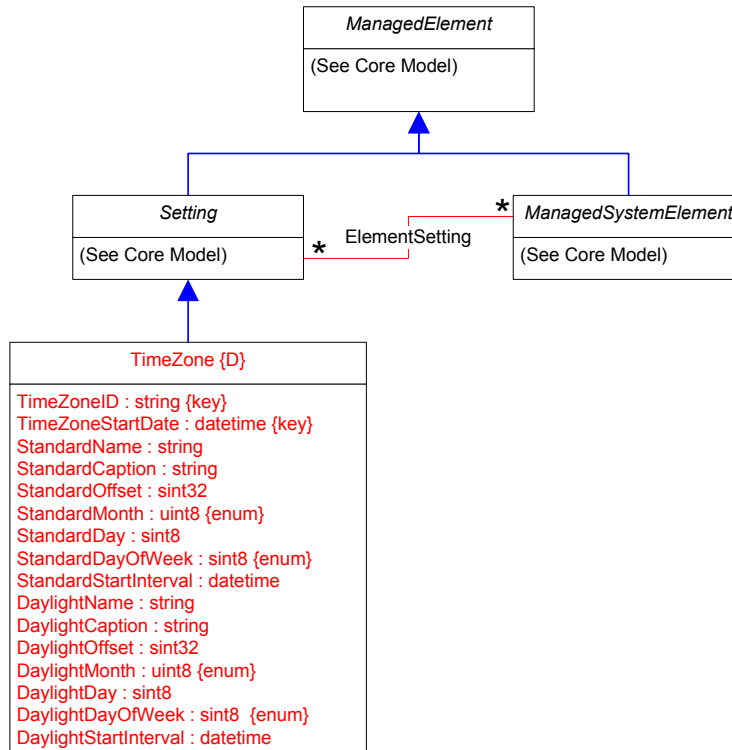 ManagedElement
(See Core Model)
Setting
(See Core Model)
*
ElementSetting
*
ManagedSystemElement
(See Core Model)
TimeZone {D}
TimeZoneID : string {key}
TimeZoneStartDate : datetime {key}
StandardName : string
StandardCaption : string
StandardOffset : sint32
StandardMonth : uint8 {enum}
StandardDay : sint8
StandardDayOfWeek : sint8 {enum}
StandardStartInterval : datetime
DaylightName : string
DaylightCaption : string
DaylightOffset : sint32
DaylightMonth : uint8 {enum}
DaylightDay : sint8
DaylightDayOfWeek : sint8 {enum}
DaylightStartInterval : datetime